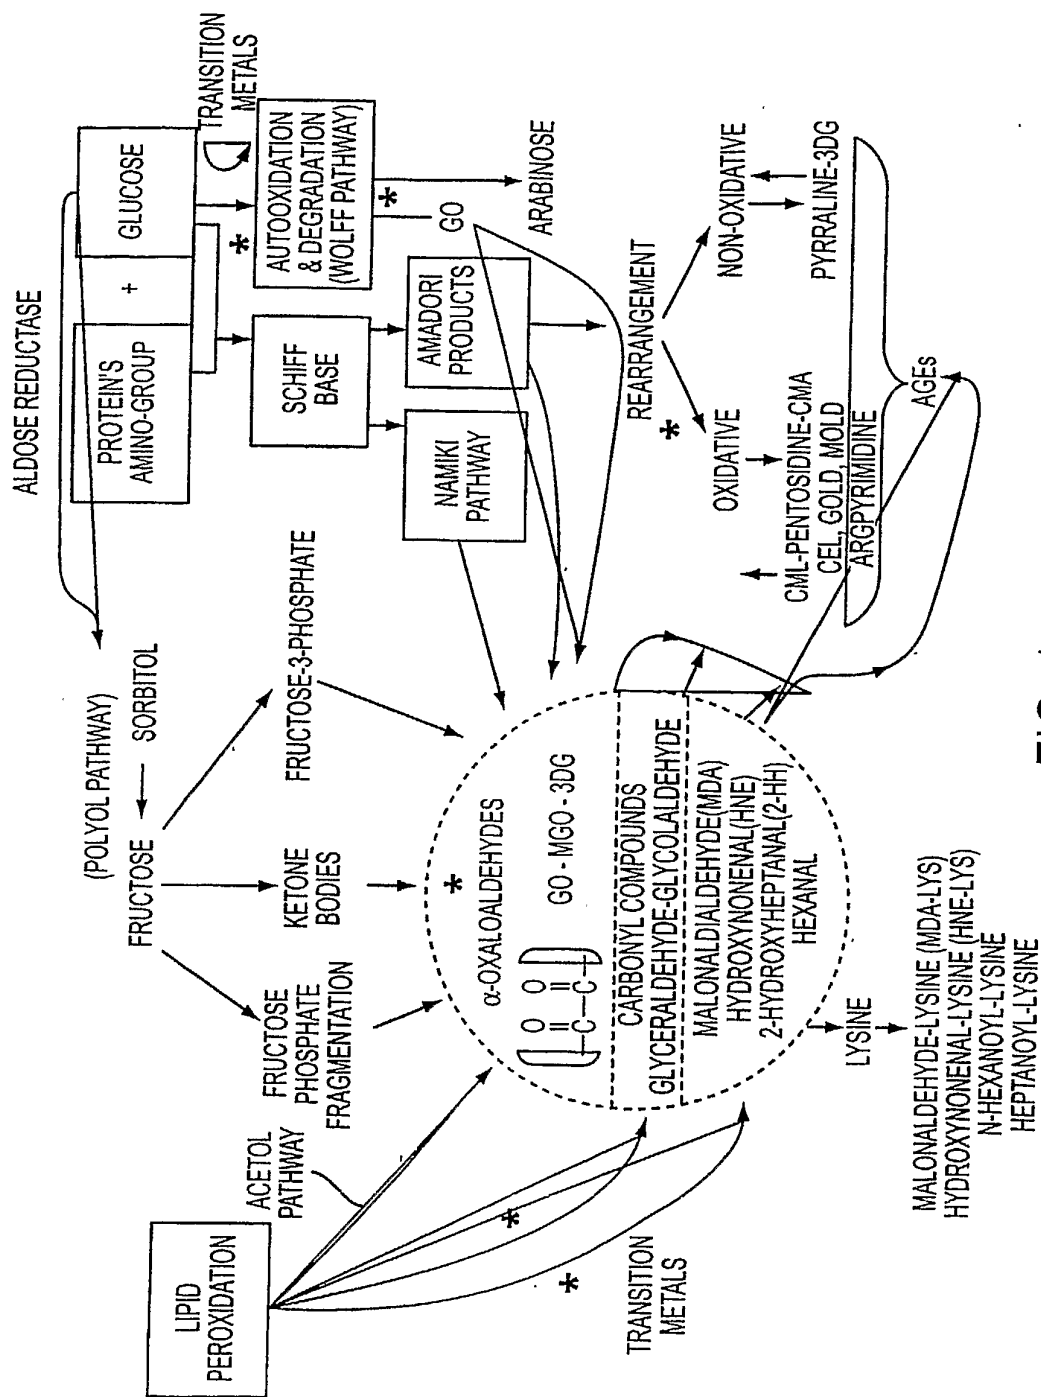 ALDOSE REDUCTASE
PROTEIN'S
AMINO-GROUP
+
GLUCOSE
TRANSITION
METALS
*
AUTOOXIDATION
& DEGRADATION
(WOLFF PATHWAY)
*
GO
ARABINOSE
SCHIFF
BASE
NAMIKI
PATHWAY
AMADORI
PRODUCTS
REARRANGEMENT
*
OXIDATIVE
NON-OXIDATIVE
CML-PENTOSIDINE-CMA
CEL, GOLD, MOLD
ARGPYRIMIDINE
PYRRALINE-3DG
AGEs
(POLYOL PATHWAY)
FRUCTOSE
SORBITOL
FRUCTOSE
PHOSPHATE
FRAGMENTATION
KETONE
BODIES
FRUCTOSE-3-PHOSPHATE
LIPID
PEROXIDATION
ACETOL
PATHWAY
*
*
TRANSITION
METALS
*
α-OXALOALDEHYDES
O O
C-C
GO - MGO - 3DG
CARBONYL COMPOUNDS
GLYCERALDEHYDE-GLYCOLALDEHYDE
MALONALDIALDEHYDE(MDA)
HYDROXYNONENAL(HNE)
2-HYDROXYHEPTANAL(2-HH)
HEXANAL
LYSINE
MALONALDEHYDE-LYSINE (MDA-LYS)
HYDROXYNONENAL-LYSINE (HNE-LYS)
N-HEXANOYL-LYSINE
HEPTANOYL-LYSINE